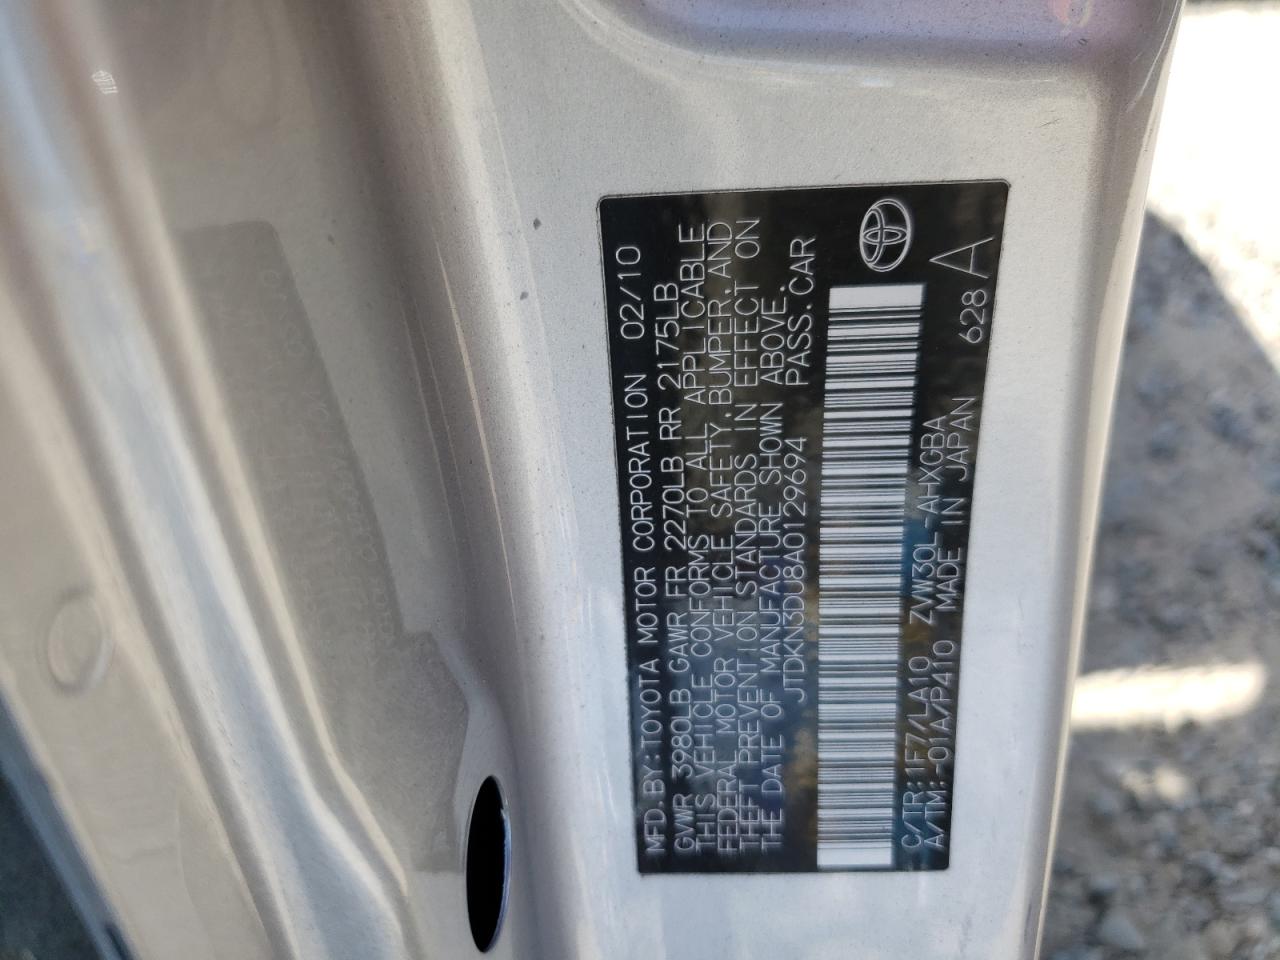 MFD.BY:TOYOTA MOTOR CORPORATION 02/10
GVWR 3980LB GAWR FR 2270LB RR 2175LB
THIS VEHICLE CONFORMS TO ALL APPLICABLE
FEDERAL MOTOR VEHICLE SAFETY,BUMPER,AND
THEFT PREVENTION STANDARDS IN EFFECT ON
THE DATE OF MANUFACTURE SHOWN ABOVE.
JTDKN3DU8A0129694 PASS.CAR
C/TR:1F7/LA10 ZVW30L-AHXGBA
A/TM:-01A/P410 MADE IN JAPAN 628 A